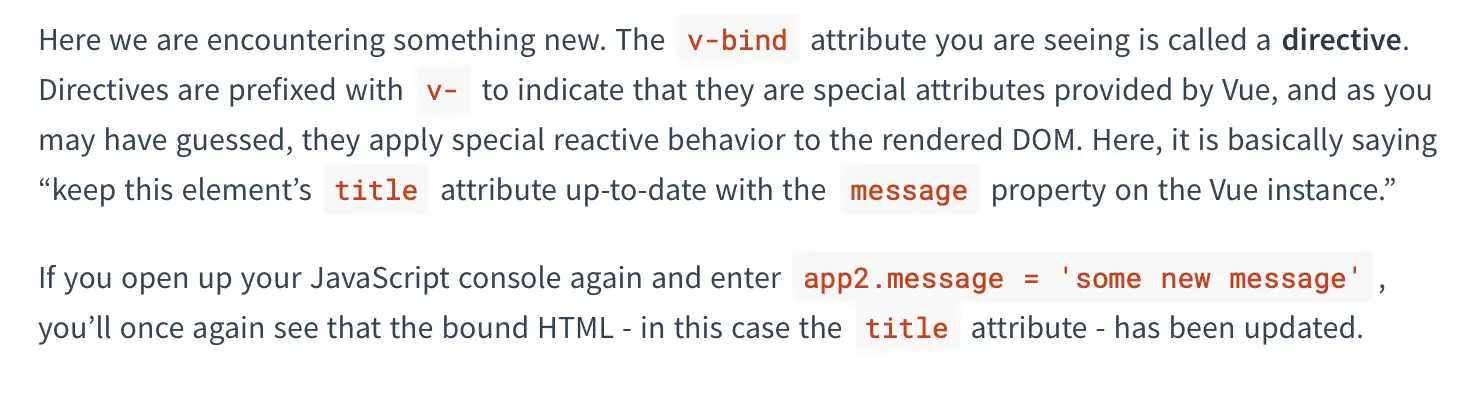 Here we are encountering something new. The v-bind attribute you are seeing is called a directive.
Directives are prefixed with v- to indicate that they are special attributes provided by Vue, and as you
may have guessed, they apply special reactive behavior to the rendered DOM. Here, it is basically saying
“keep this element’s title attribute up-to-date with the message property on the Vue instance.”
If you open up your JavaScript console again and enter app2.message = 'some new message' ,
you’ll once again see that the bound HTML - in this case the title attribute - has been updated.